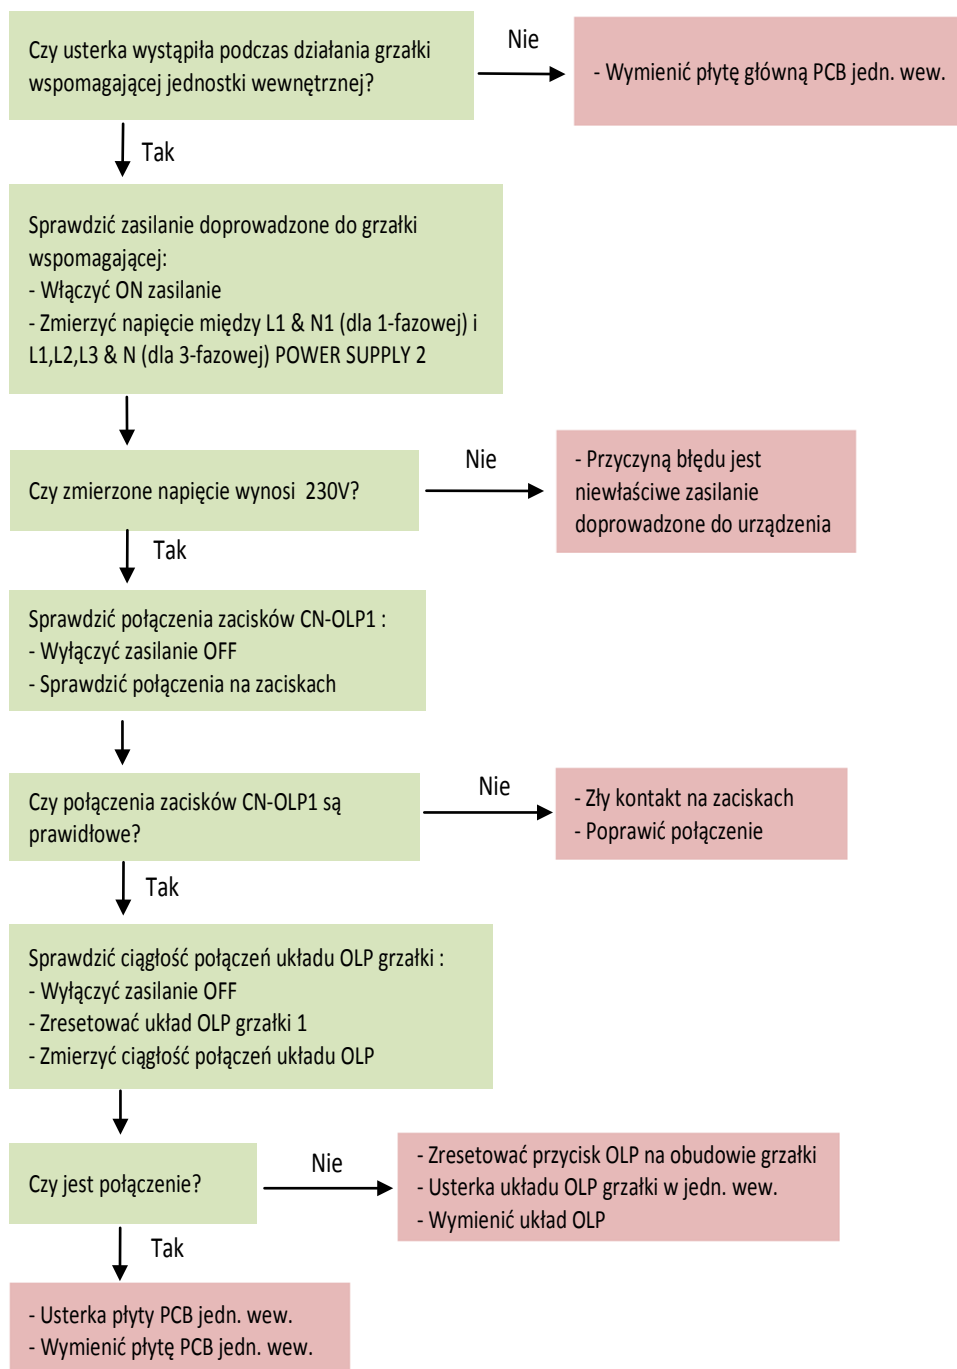 Czy usterka wystąpiła podczas działania grzałki
wspomagającej jednostki wewnętrznej?
Nie
- Wymienić płytę główną PCB jedn. wew.
Tak
Sprawdzić zasilanie doprowadzone do grzałki
wspomagającej:
- Włączyć ON zasilanie
- Zmierzyć napięcie między L1 & N1 (dla 1-fazowej) i
L1,L2,L3 & N (dla 3-fazowej) POWER SUPPLY 2
Czy zmierzone napięcie wynosi 230V?
Nie
- Przyczyną błędu jest
niewłaściwe zasilanie
doprowadzone do urządzenia
Tak
Sprawdzić połączenia zacisków CN-OLP1 :
- Wyłączyć zasilanie OFF
- Sprawdzić połączenia na zaciskach
Czy połączenia zacisków CN-OLP1 są
prawidłowe?
Nie
- Zły kontakt na zaciskach
- Poprawić połączenie
Tak
Sprawdzić ciągłość połączeń układu OLP grzałki :
- Wyłączyć zasilanie OFF
- Zresetować układ OLP grzałki 1
- Zmierzyć ciągłość połączeń układu OLP
Czy jest połączenie?
Nie
- Zresetować przycisk OLP na obudowie grzałki
- Usterka układu OLP grzałki w jedn. wew.
- Wymienić układ OLP
Tak
- Usterka płyty PCB jedn. wew.
- Wymienić płytę PCB jedn. wew.